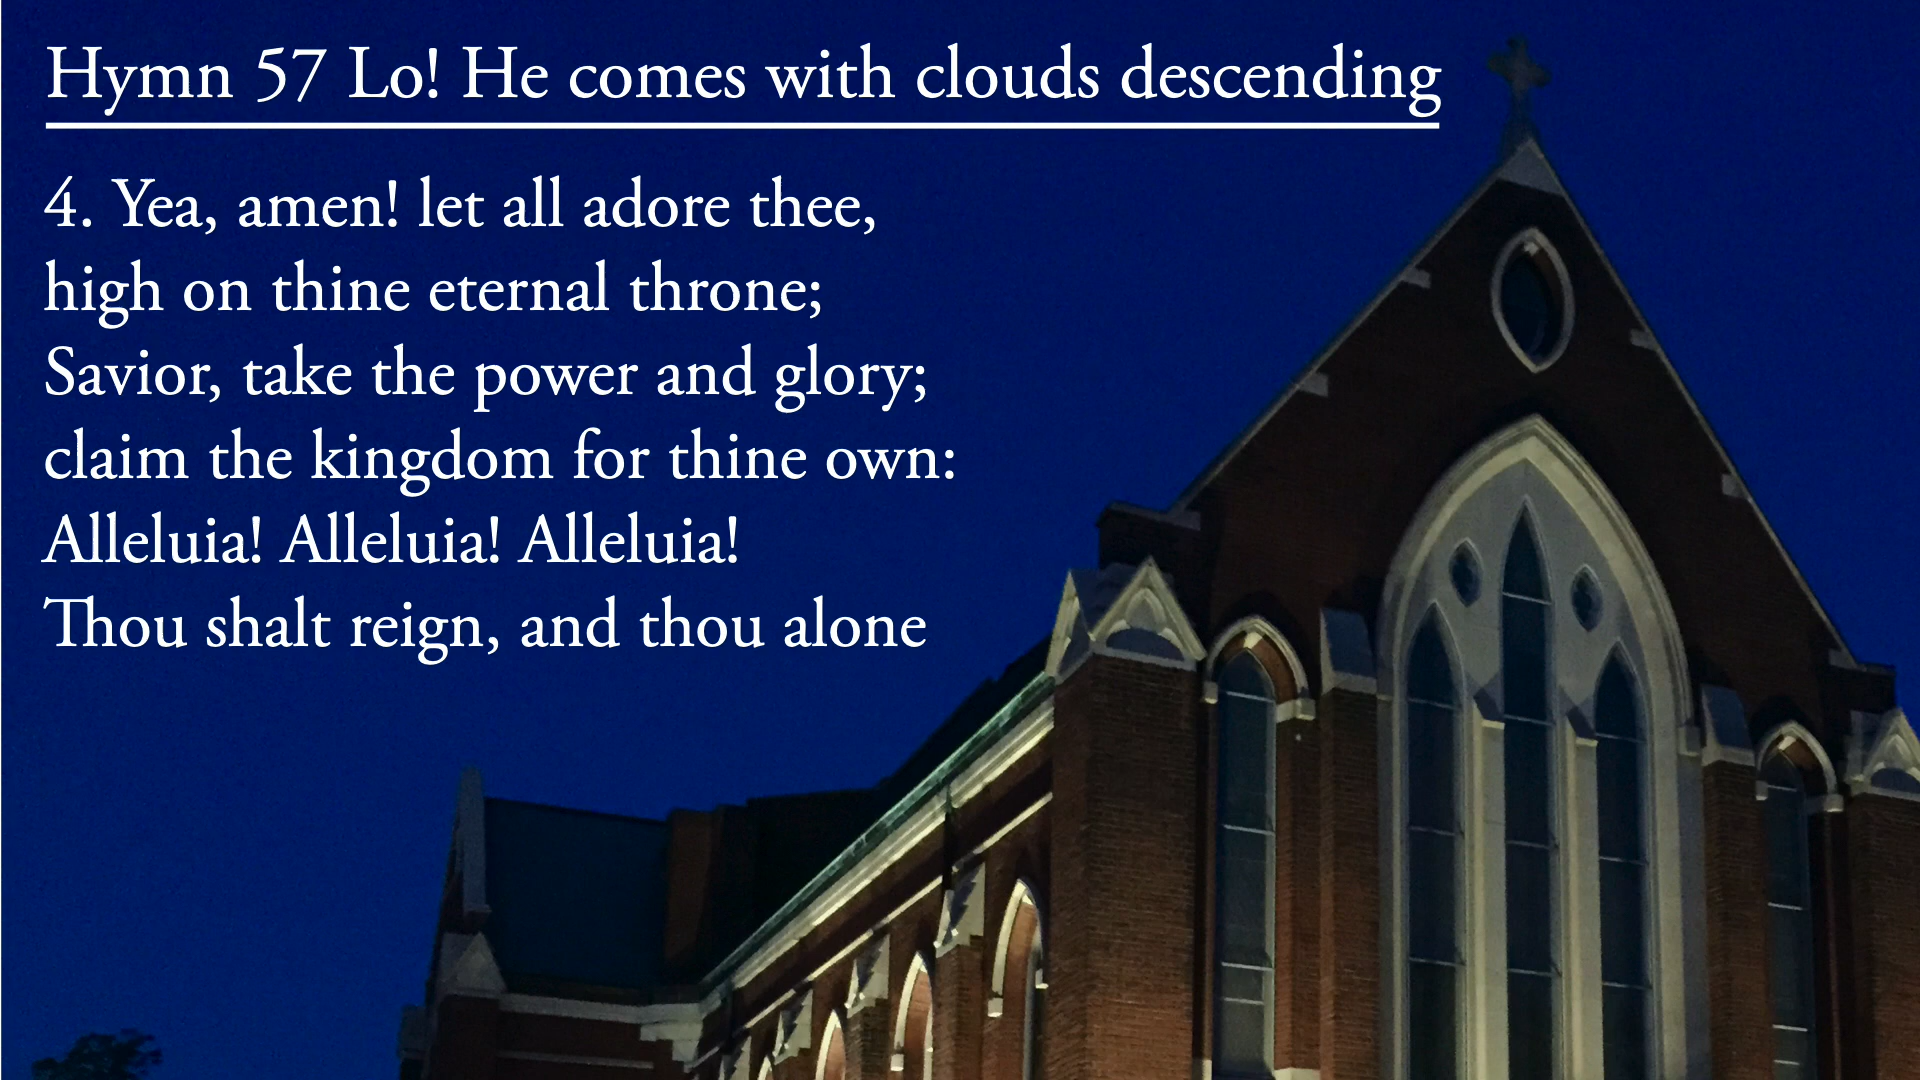 Hymn 57 Lo! He comes with clouds descending
4. Yea, amen! let all adore thee,
high on thine eternal throne;
Savior, take the power and glory;
claim the kingdom for thine own:
Alleluia! Alleluia! Alleluia!
Thou shalt reign, and thou alone